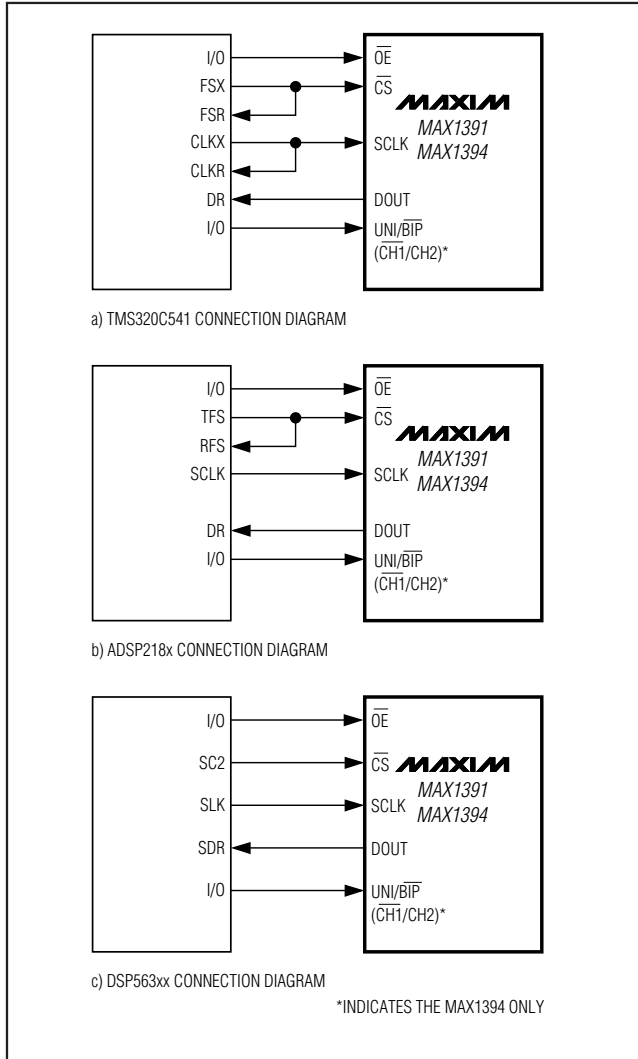 I/O OE
FSX CS
MAXIM
FSR MAX1391
CLKX SCLK MAX1394
CLKR
DR DOUT
I/O UNI/BIP
(CH1/CH2)*
a) TMS320C541 CONNECTION DIAGRAM
I/O OE
TFS CS
MAXIM
RFS MAX1391
SCLK SCLK MAX1394
DR DOUT
I/O UNI/BIP
(CH1/CH2)*
b) ADSP218x CONNECTION DIAGRAM
I/O OE
SC2 CS MAXIM
MAX1391
SLK SCLK MAX1394
SDR DOUT
I/O UNI/BIP
(CH1/CH2)*
c) DSP563xx CONNECTION DIAGRAM
*INDICATES THE MAX1394 ONLY